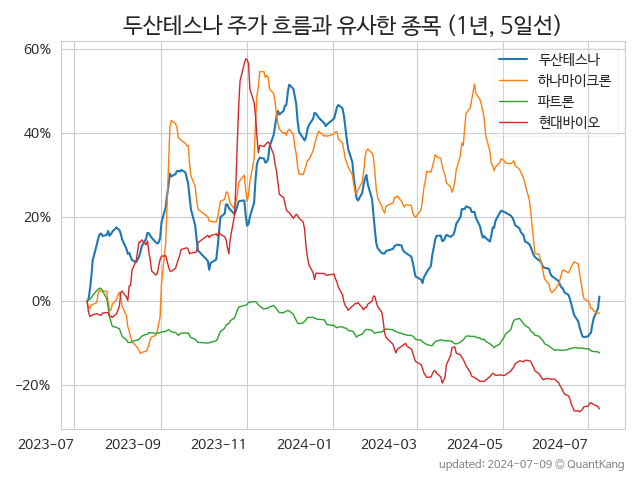 두산테스나 주가 흐름과 유사한 종목 (1년, 5일선)
60%
40%
20%
0%
−20%
두산테스나
하나마이크론
파트론
현대바이오
2023-07 2023-09 2023-11 2024-01 2024-03 2024-05 2024-07
updated: 2024-07-09 © QuantKang